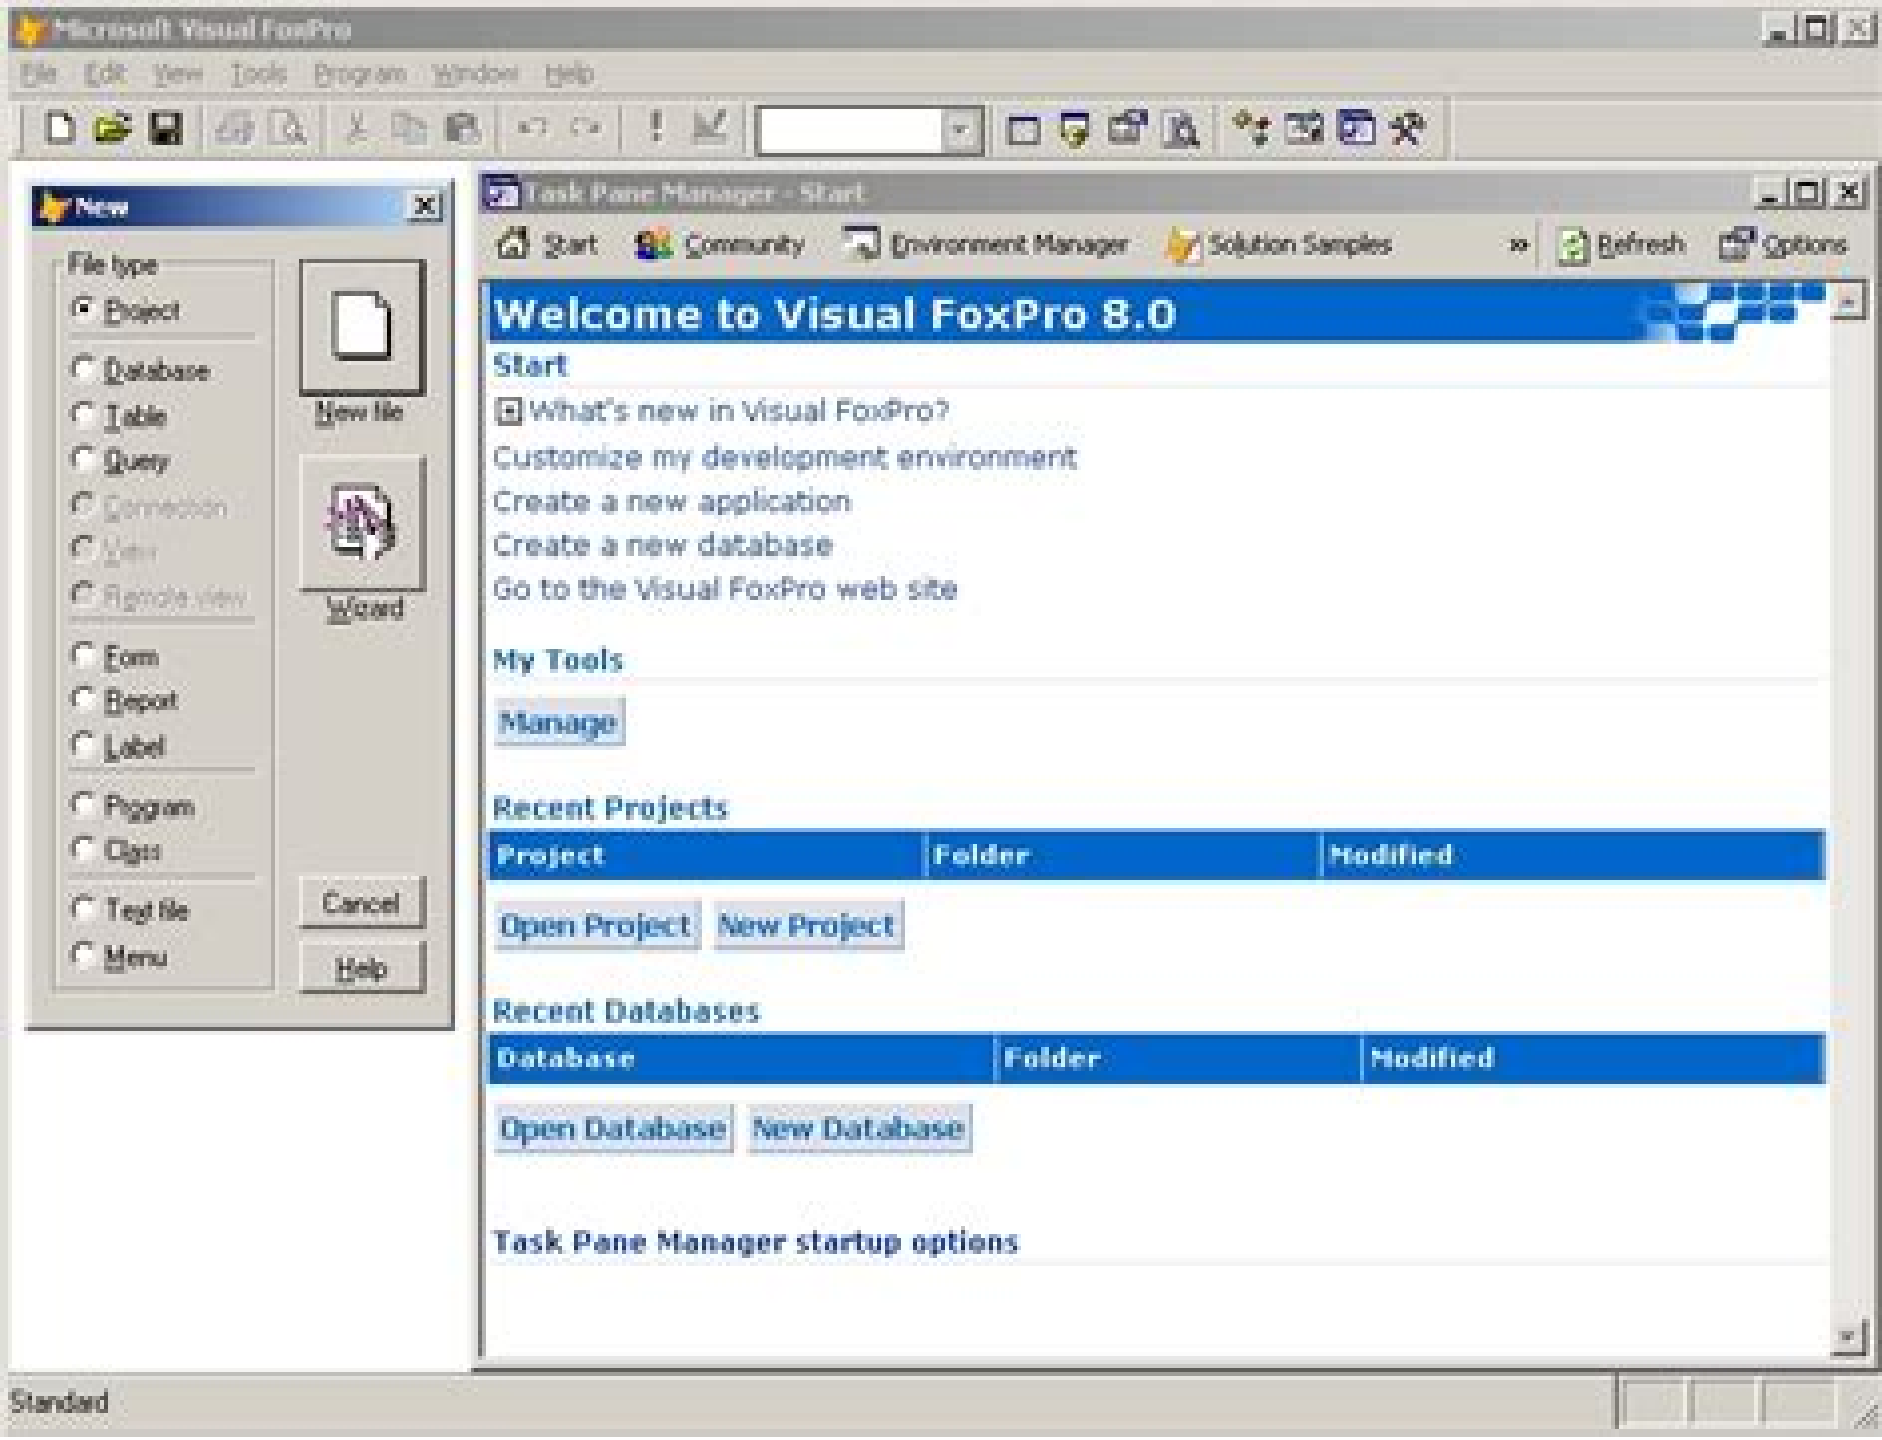 Microsoft Visual FoxPro
File Edit View Tools Program Window Help
New
File type
Project
Database
Table
Query
Connection
View
Remote view
Form
Report
Label
Program
Class
Text file
Menu
New file
Wizard
Cancel
Help
Task Pane Manager - Start
Start Community Environment Manager Solution Samples » Refresh Options
Welcome to Visual FoxPro 8.0
Start
What's new in Visual FoxPro?
Customize my development environment
Create a new application
Create a new database
Go to the Visual FoxPro web site
My Tools
Manage
Recent Projects
Project Folder Modified
Open Project New Project
Recent Databases
Database Folder Modified
Open Database New Database
Task Pane Manager startup options
Standard